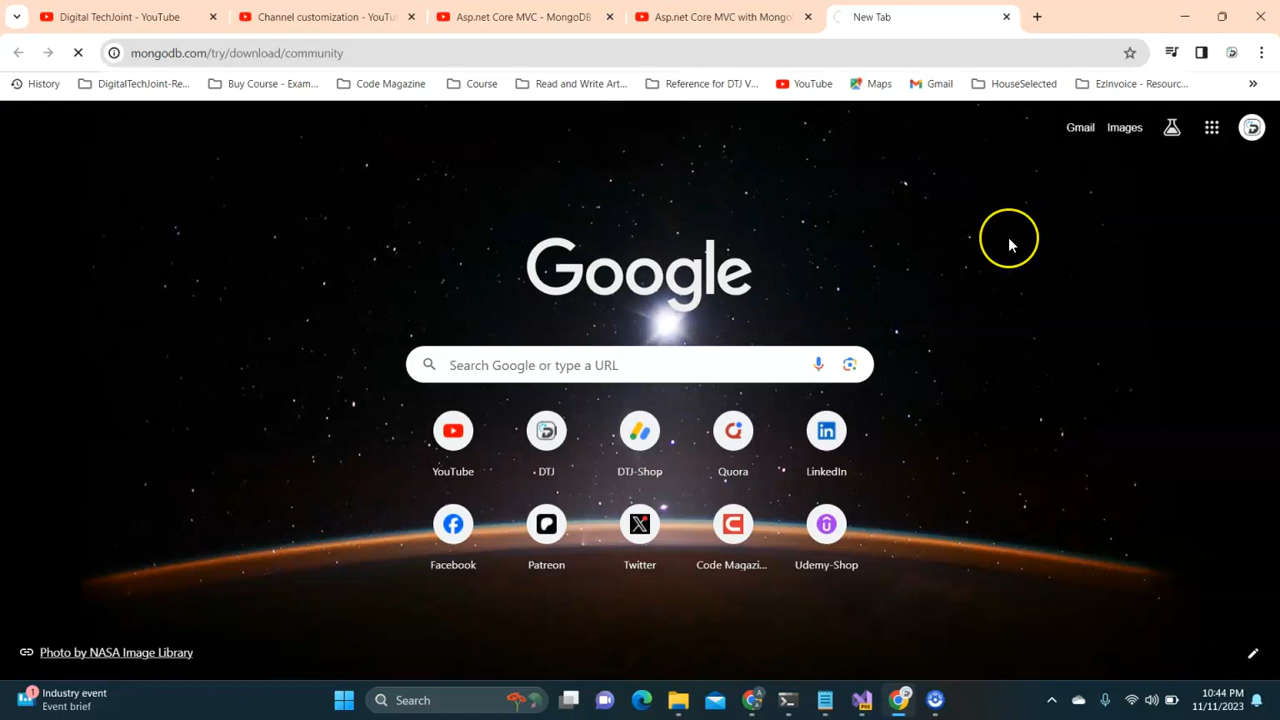 Digital TechJoint - YouTube
Channel customization - YouTu
Asp.net Core MVC - MongoDB
Asp.net Core MVC with Mongo
New Tab
mongodb.com/try/download/community
History
DigitalTechJoint-Re...
Buy Course - Exam...
Code Magazine
Course
Read and Write Art...
Reference for DTJ V...
YouTube
Maps
Gmail
HouseSelected
EzInvoice - Resourc...
»
Gmail
Images
Google
Search Google or type a URL
YouTube
DTJ
DTJ-Shop
Quora
LinkedIn
Facebook
Patreon
Twitter
Code Magazi...
Udemy-Shop
Photo by NASA Image Library
1
Industry event
Event brief
Search
10:44 PM
11/11/2023